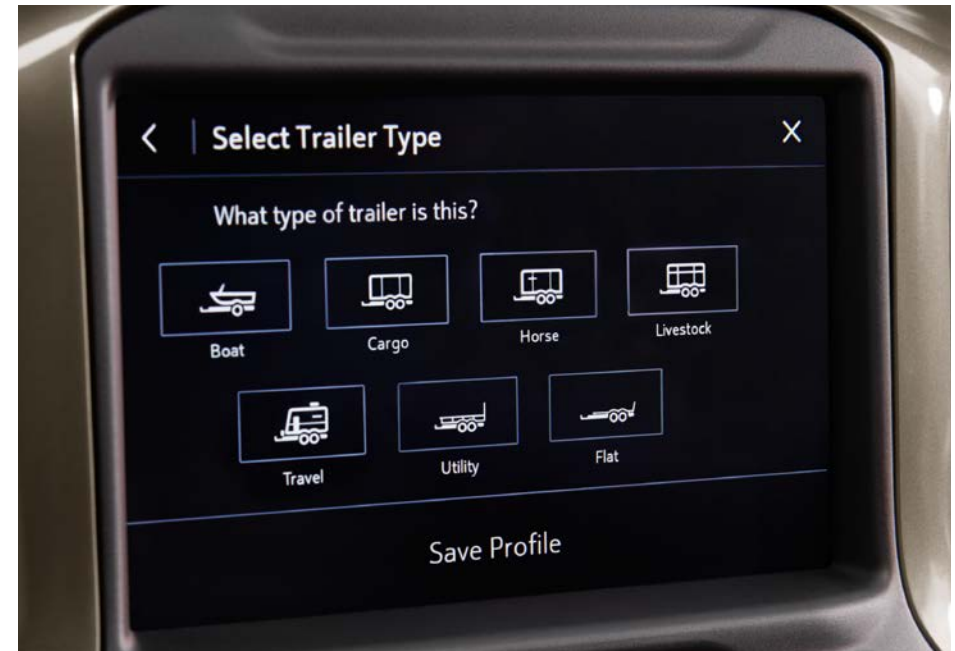 Select Trailer Type
What type of trailer is this?
Boat Cargo Horse Livestock
Travel Utility Flat
Save Profile